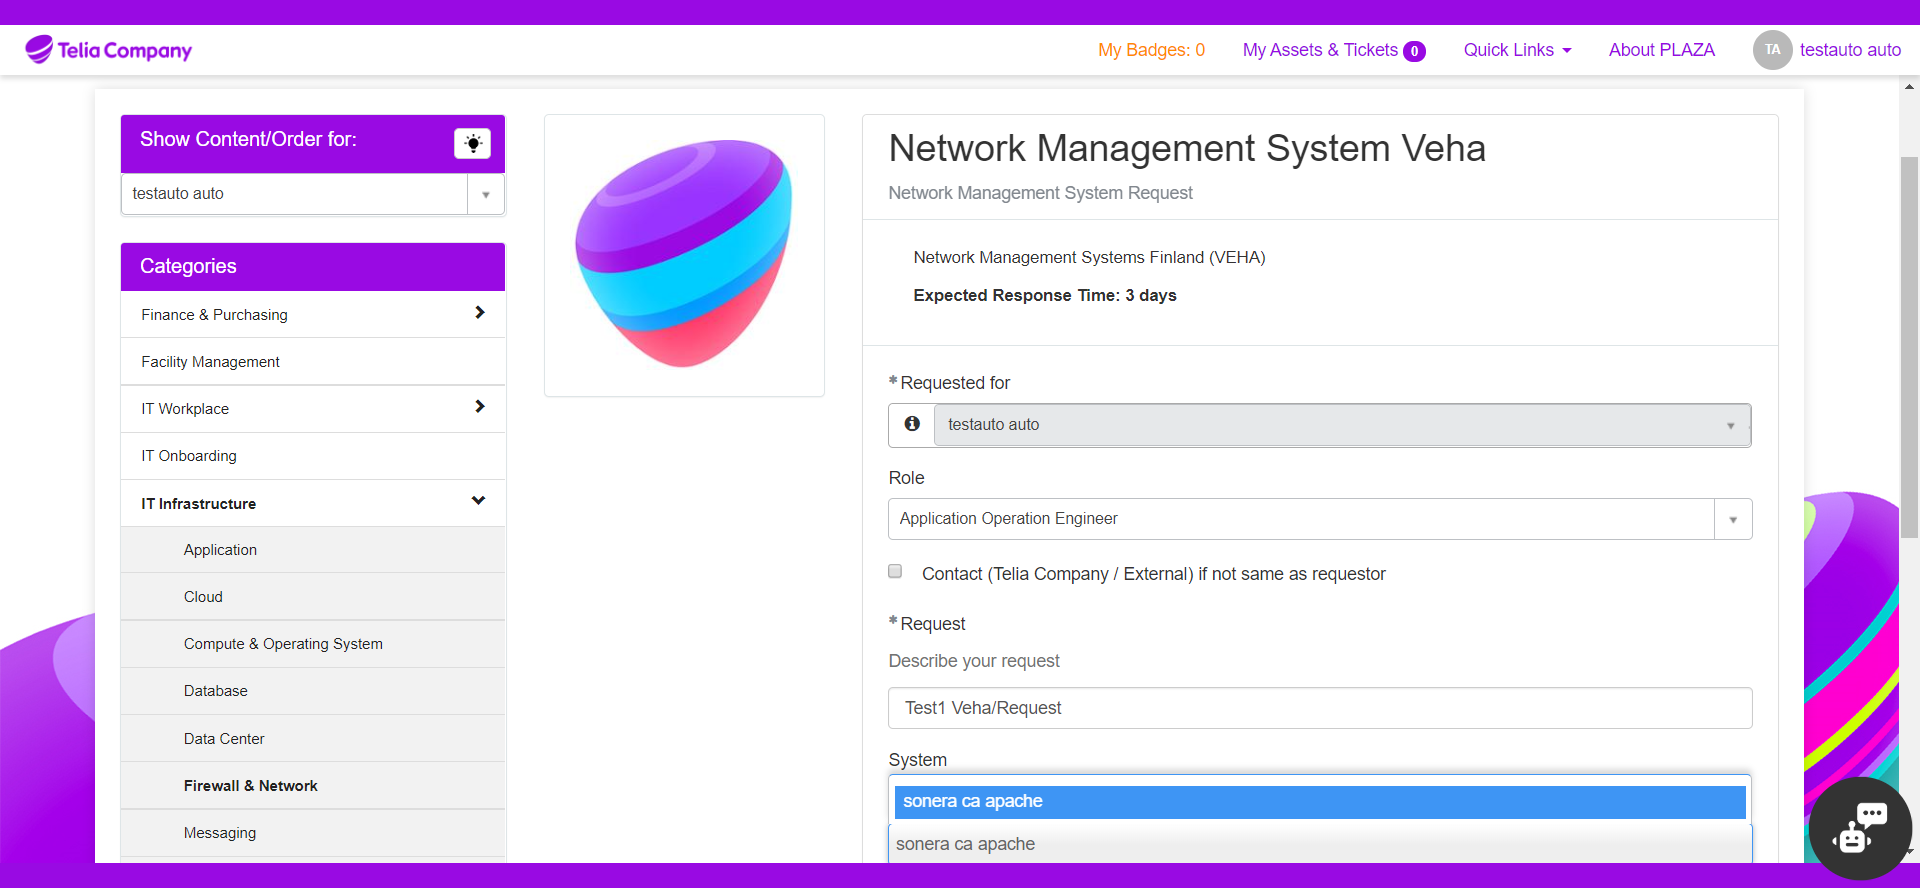 Telia Company
My Badges: 0
My Assets & Tickets 0
Quick Links
About PLAZA
TA
testauto auto
Show Content/Order for:
testauto auto
Categories
Finance & Purchasing
Facility Management
IT Workplace
IT Onboarding
IT Infrastructure
Application
Cloud
Compute & Operating System
Database
Data Center
Firewall & Network
Messaging
Network Management System Veha
Network Management System Request
Network Management Systems Finland (VEHA)
Expected Response Time: 3 days
* Requested for
testauto auto
Role
Application Operation Engineer
Contact (Telia Company / External) if not same as requestor
* Request
Describe your request
Test1 Veha/Request
System
sonera ca apache
sonera ca apache